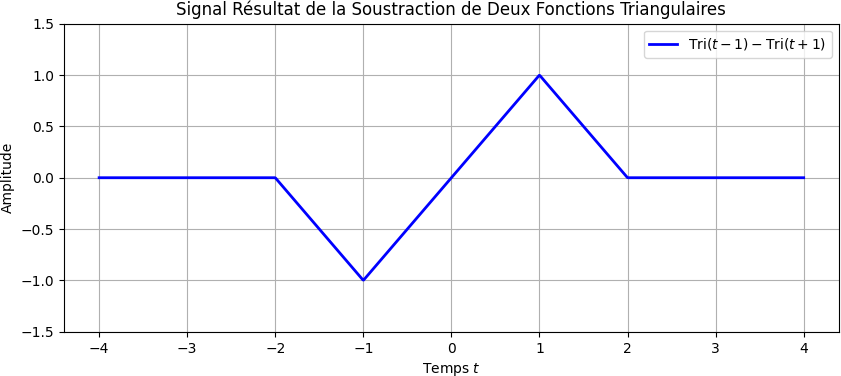 Signal Résultat de la Soustraction de Deux Fonctions Triangulaires
Tri(t − 1) − Tri(t + 1)
1.5
1.0
0.5
0.0
−0.5
−1.0
−1.5
Amplitude
−4 −3 −2 −1 0 1 2 3 4
Temps t